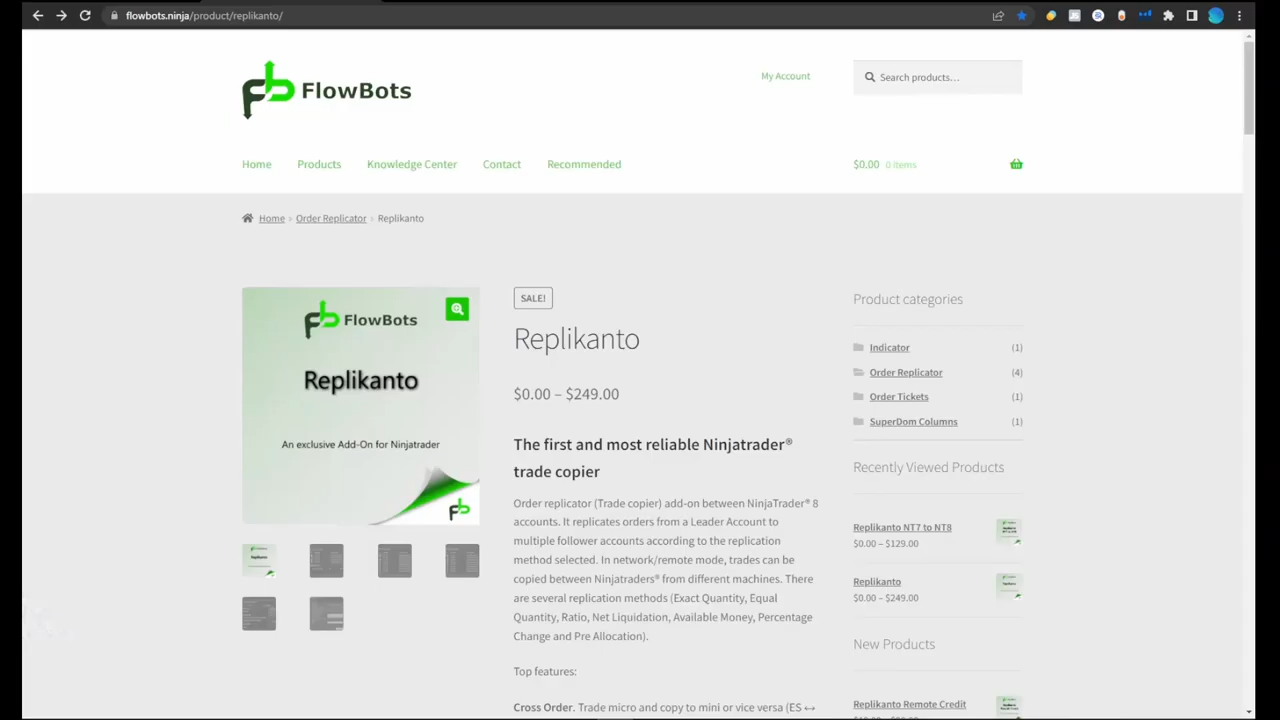 flowbots.ninja/product/replikanto/
FlowBots
My Account
Search products…
Home
Products
Knowledge Center
Contact
Recommended
$0.00 0 items
Home › Order Replicator › Replikanto
FlowBots
Replikanto
An exclusive Add-On for Ninjatrader
SALE!
Replikanto
$0.00 – $249.00
The first and most reliable Ninjatrader®
trade copier
Order replicator (Trade copier) add-on between NinjaTrader® 8
accounts. It replicates orders from a Leader Account to
multiple follower accounts according to the replication
method selected. In network/remote mode, trades can be
copied between Ninjatraders® from different machines. There
are several replication methods (Exact Quantity, Equal
Quantity, Ratio, Net Liquidation, Available Money, Percentage
Change and Pre Allocation).
Top features:
Cross Order. Trade micro and copy to mini or vice versa (ES ↔
Product categories
Indicator (1)
Order Replicator (4)
Order Tickets (1)
SuperDom Columns (1)
Recently Viewed Products
Replikanto NT7 to NT8
$0.00 – $129.00
Replikanto
$0.00 – $249.00
New Products
Replikanto Remote Credit